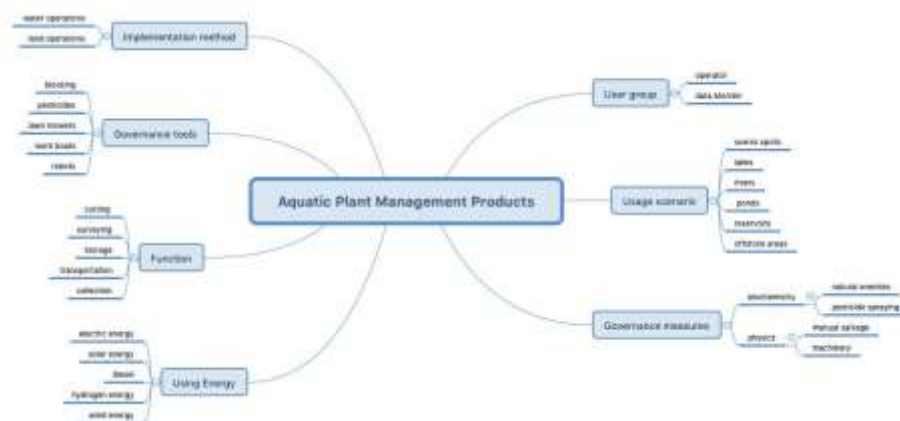 water operations
land operations
Implementation method
blocking
pesticides
lawn mowers
work boats
robots
Governance tools
cutting
surveying
storage
transportation
collection
Function
electric energy
solar energy
diesel
hydrogen energy
wind energy
Using Energy
Aquatic Plant Management Products
User group
operator
data Monitor
Usage scenario
scenic spots
lakes
rivers
ponds
reservoirs
offshore areas
Governance measures
biochemistry
natural enemies
pesticide spraying
physics
manual salvage
machinery